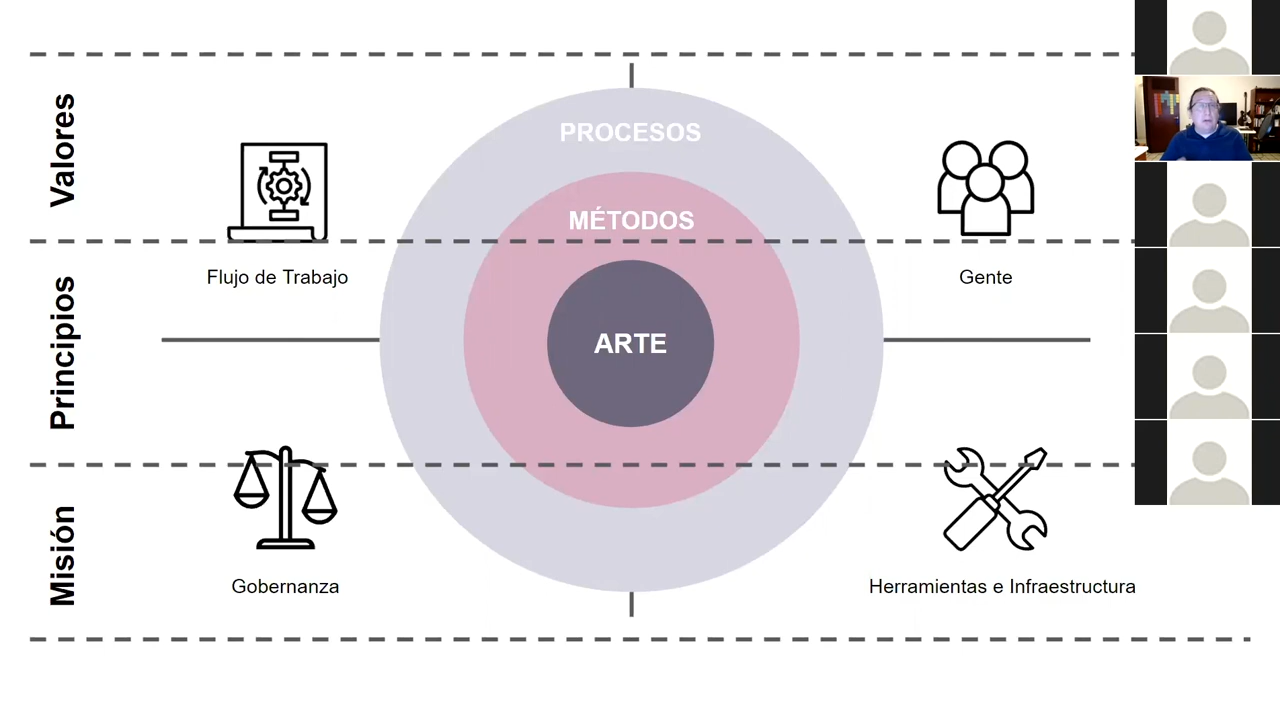 Valores
Principios
Misión
PROCESOS
MÉTODOS
ARTE
Flujo de Trabajo
Gente
Gobernanza
Herramientas e Infraestructura